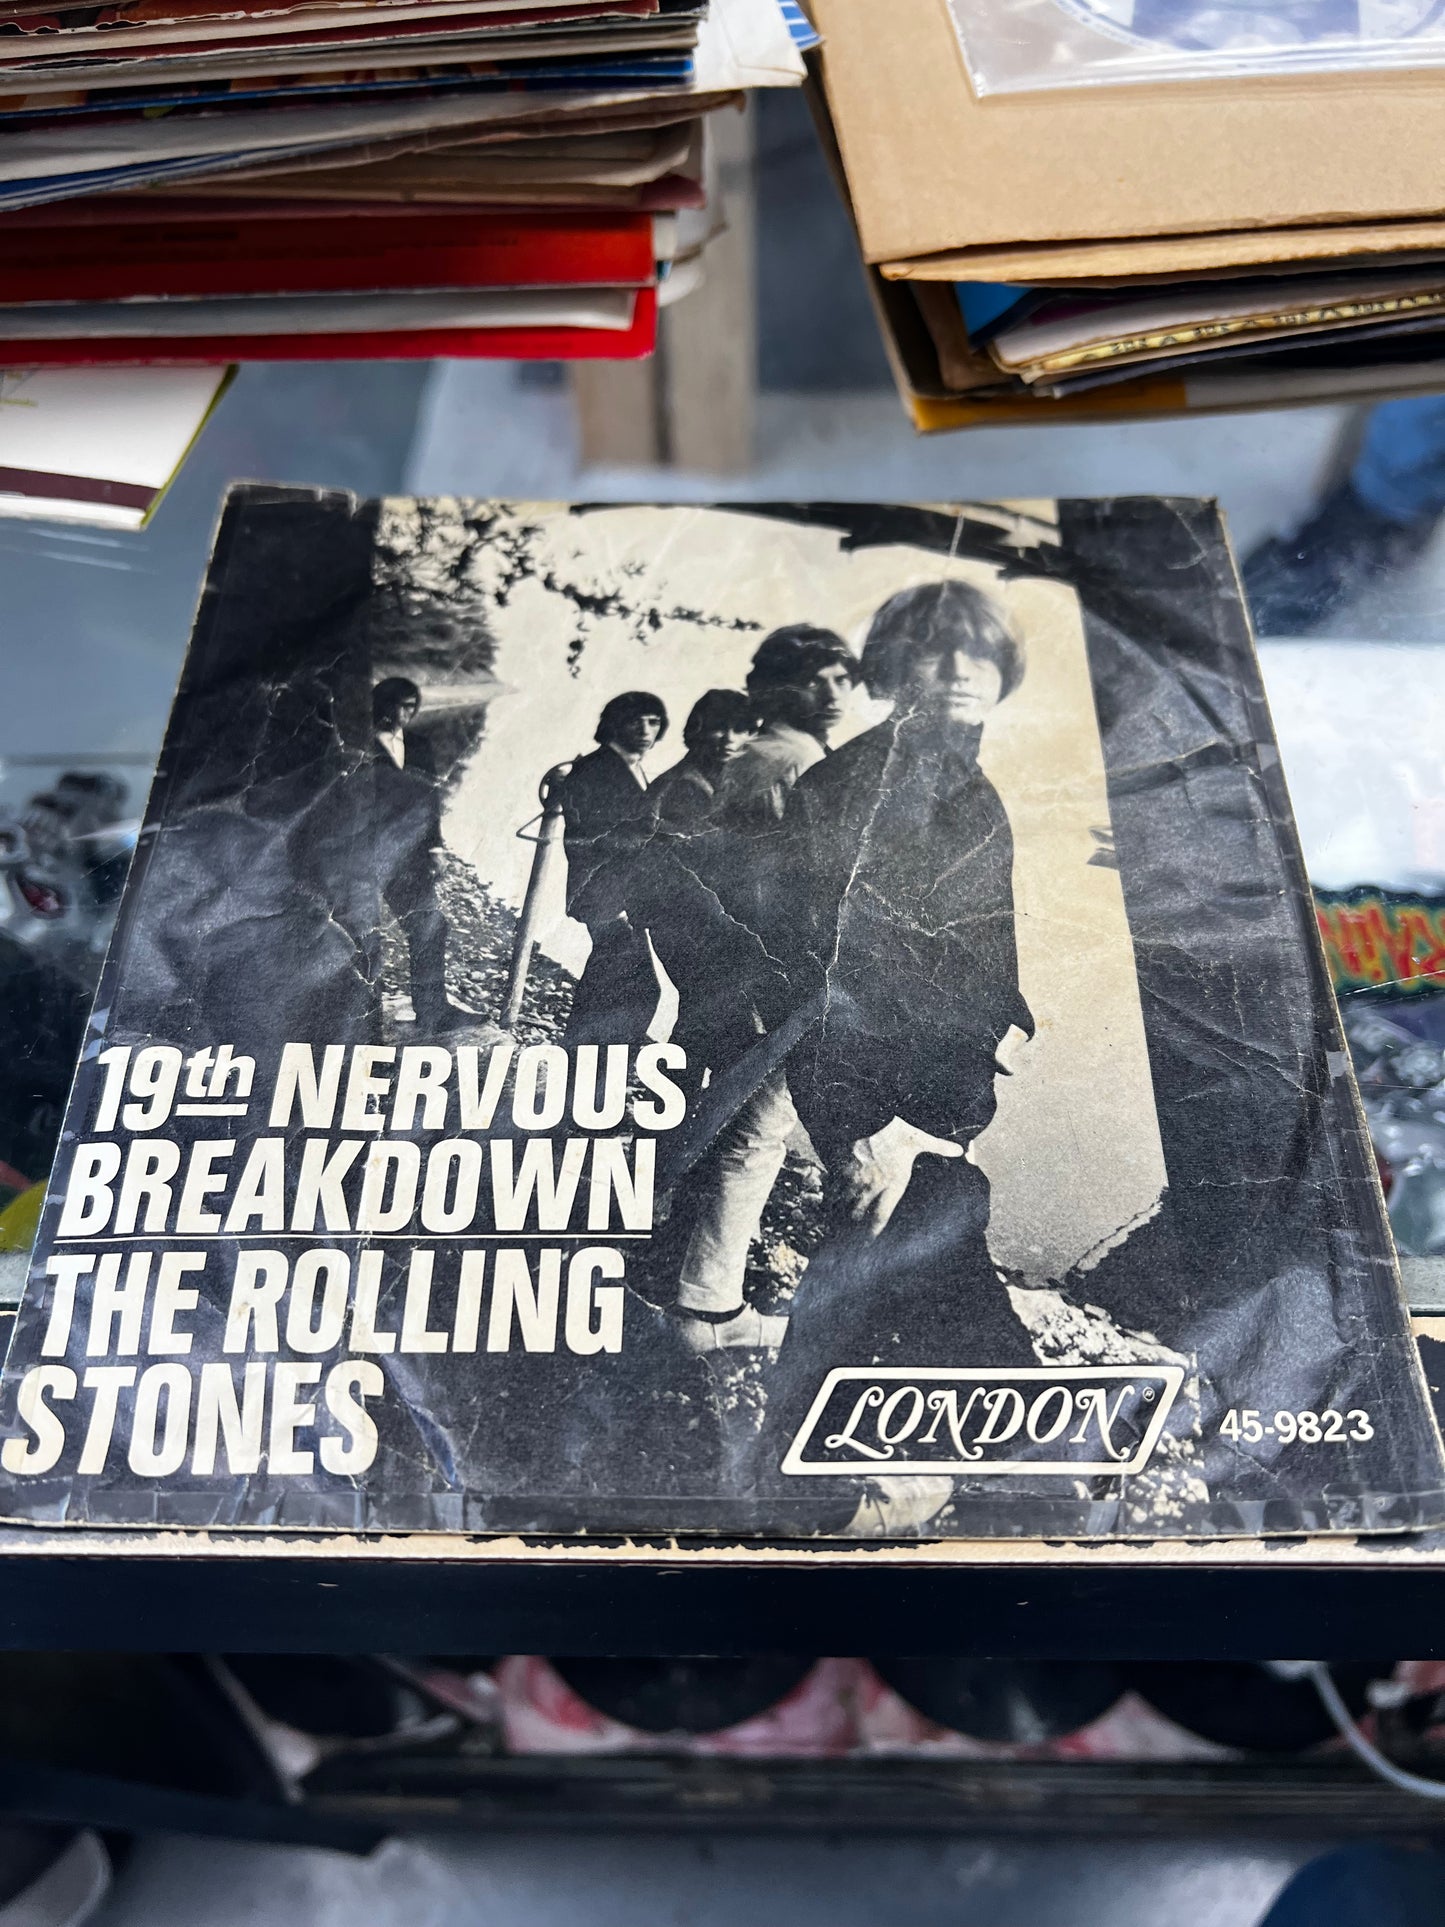 19th NERVOUS
BREAKDOWN
THE ROLLING
STONES
LONDON ®
45-9823